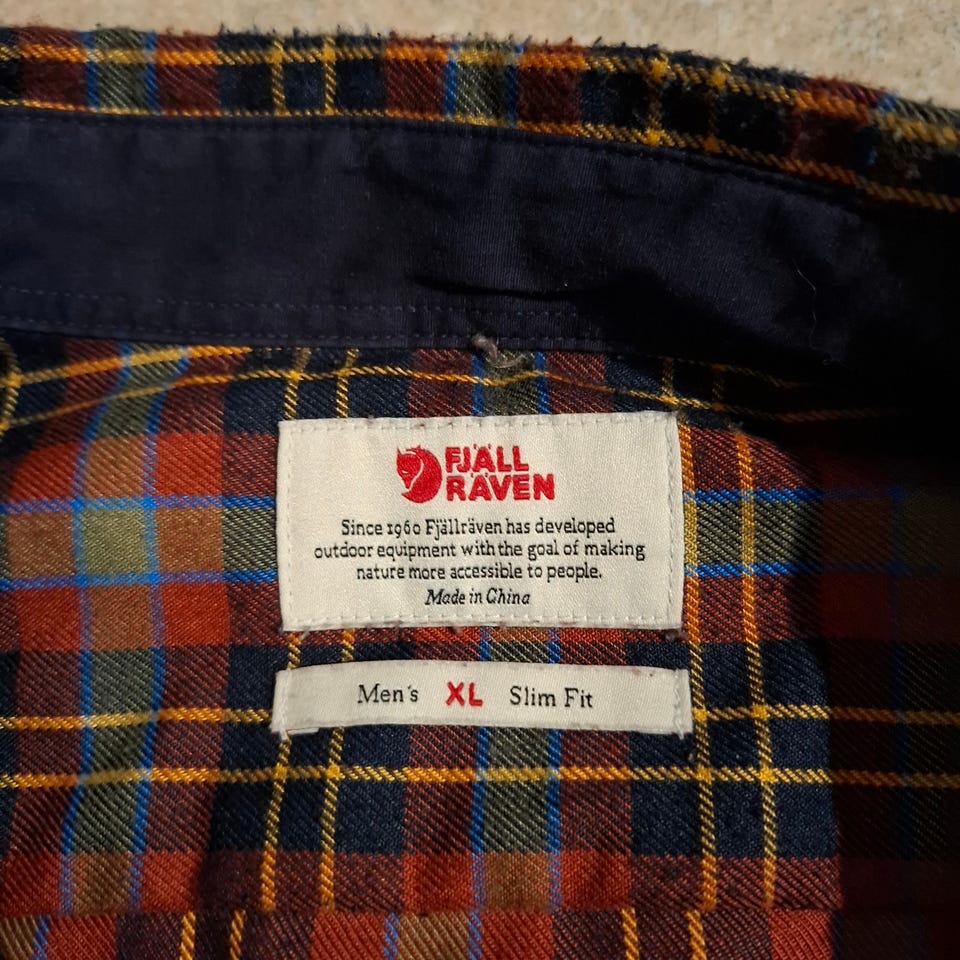 FJÄLL
RÄVEN
Since 1960 Fjällräven has developed
outdoor equipment with the goal of making
nature more accessible to people.
Made in China
Men's XL Slim Fit